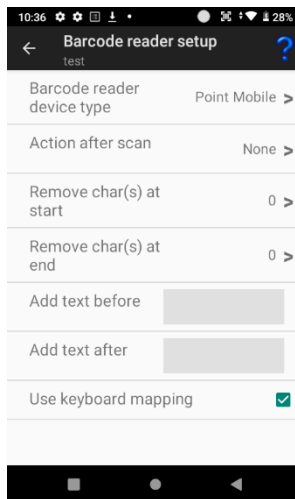 10:36 28%
Barcode reader setup ?
test
Barcode reader
device type
Point Mobile >
Action after scan
None >
Remove char(s) at
start
0 >
Remove char(s) at
end
0 >
Add text before
Add text after
Use keyboard mapping